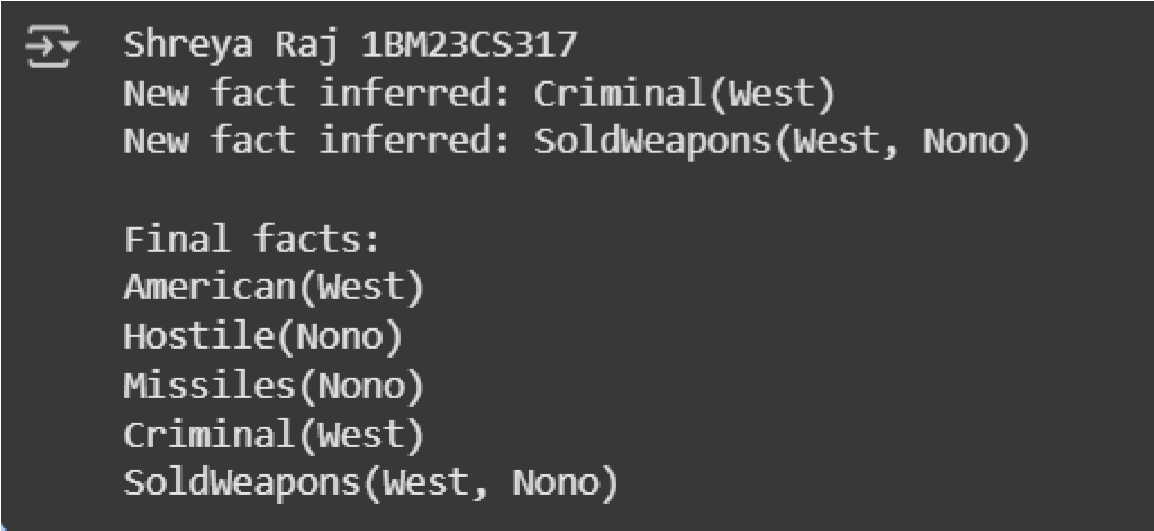 Shreya Raj 1BM23CS317
New fact inferred: Criminal(West)
New fact inferred: SoldWeapons(West, Nono)
Final facts:
American(West)
Hostile(Nono)
Missiles(Nono)
Criminal(West)
SoldWeapons(West, Nono)